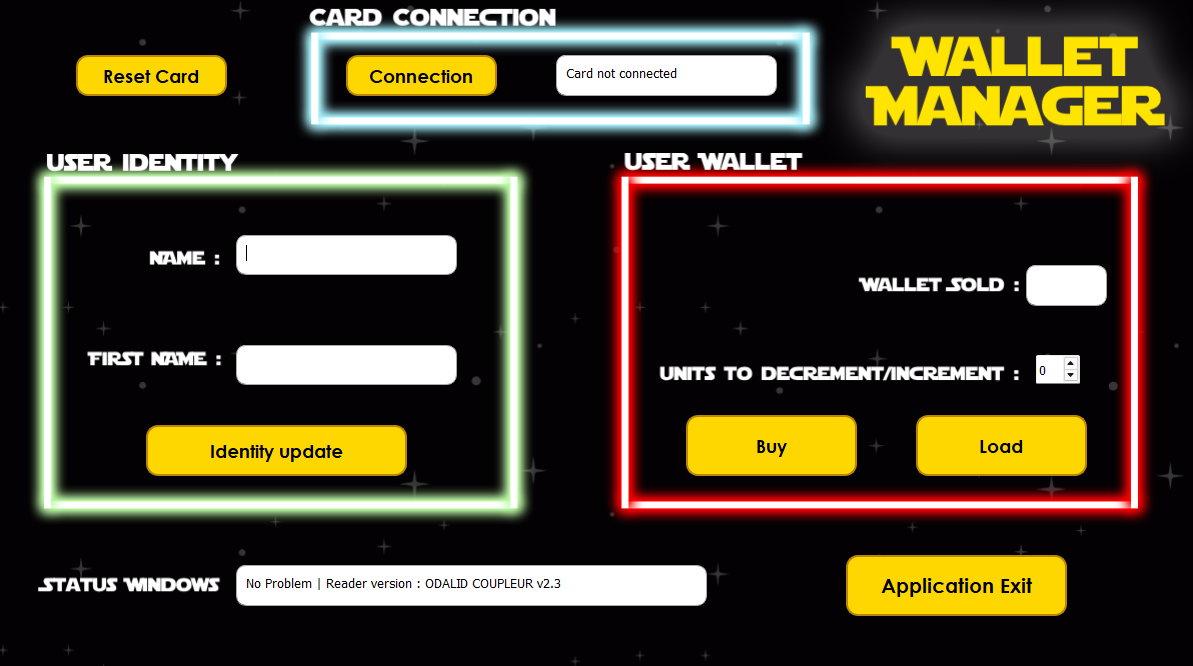 CARD CONNECTION
Reset Card
Connection
Card not connected
WALLET
MANAGER
USER IDENTITY
NAME :
FIRST NAME :
Identity update
USER WALLET
WALLET SOLD :
UNITS TO DECREMENT/INCREMENT :
0
Buy
Load
STATUS WINDOWS
No Problem | Reader version : ODALID COUPLEUR v2.3
Application Exit